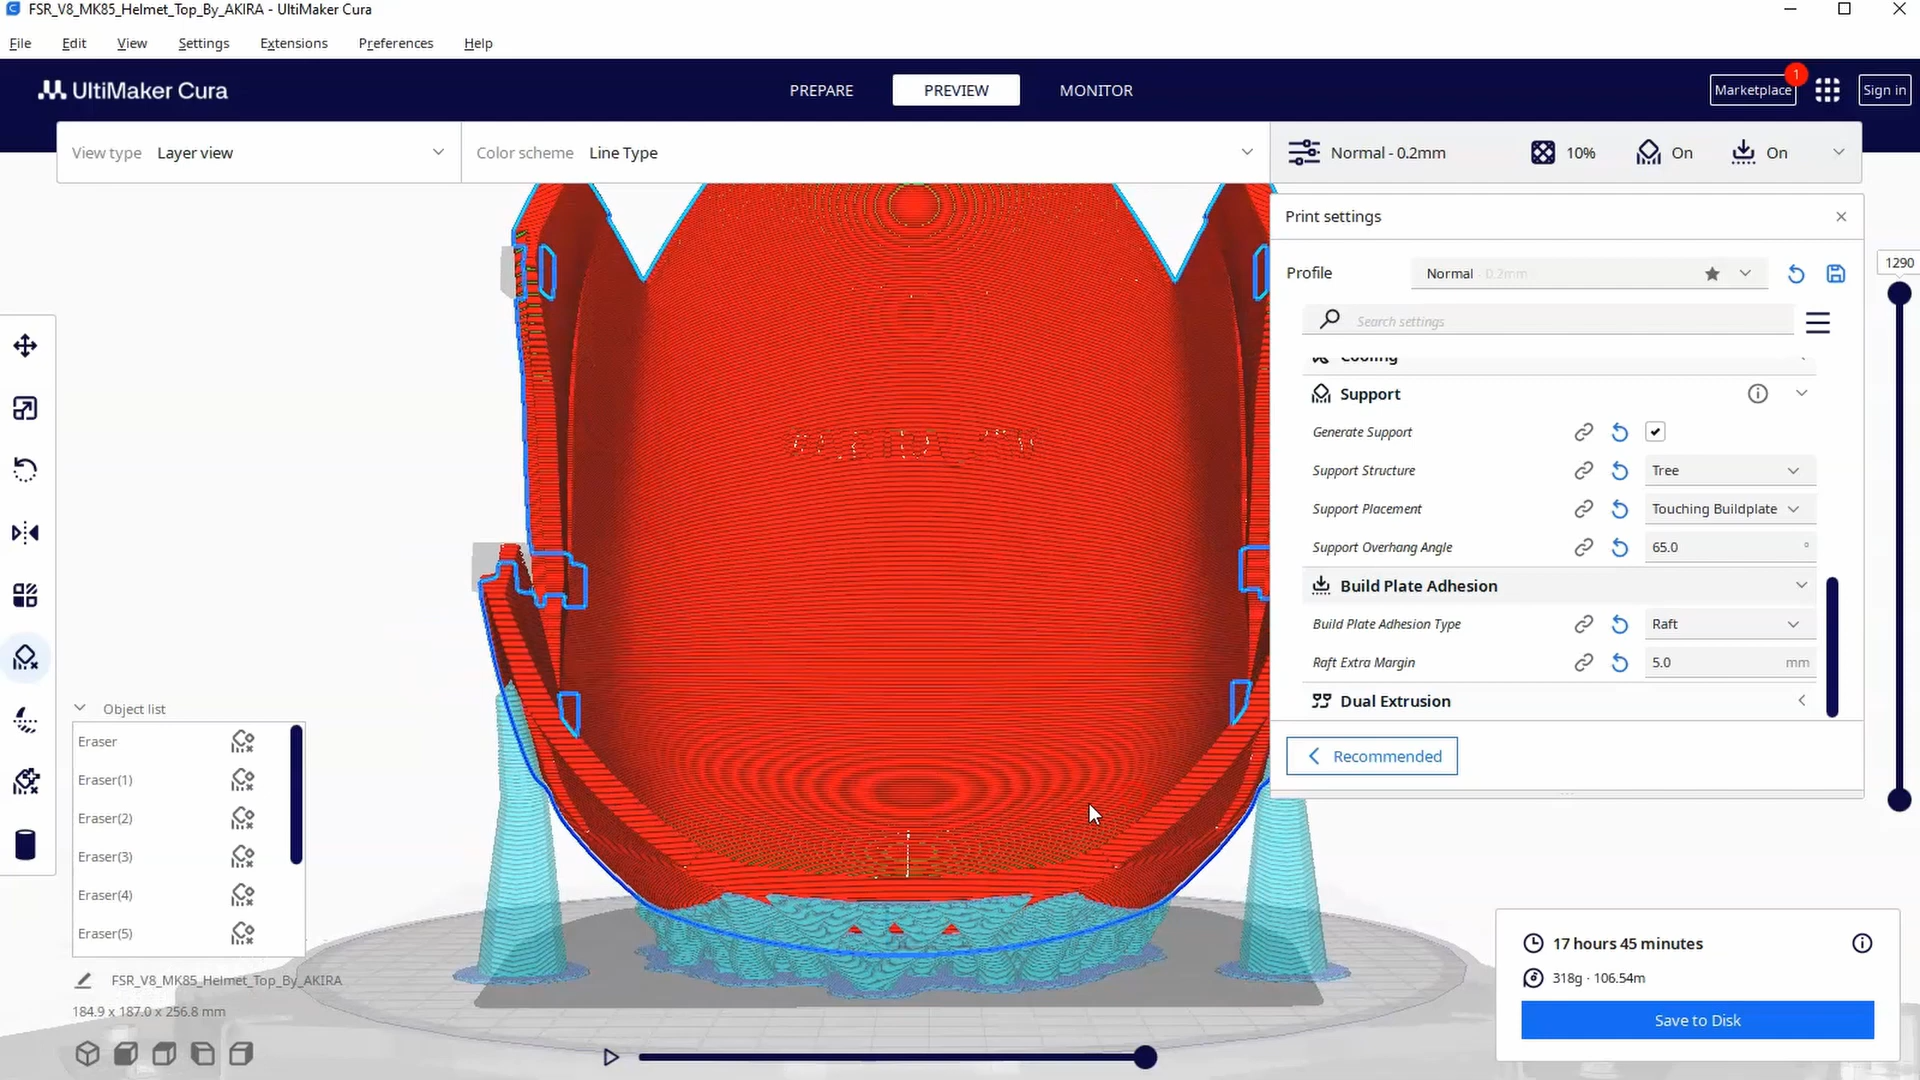 FSR_V8_MK85_Helmet_Top_By_AKIRA - UltiMaker Cura
File Edit View Settings Extensions Preferences Help
UltiMaker Cura
PREPARE PREVIEW MONITOR
Marketplace 1 Sign in
View type Layer view
Color scheme Line Type
Normal - 0.2mm 10% On On
Print settings
Profile Normal - 0.2mm
Search settings
1290
Cooling
Support
Generate Support
Support Structure Tree
Support Placement Touching Buildplate
Support Overhang Angle 65.0 °
Build Plate Adhesion
Build Plate Adhesion Type Raft
Raft Extra Margin 5.0 mm
Dual Extrusion
Recommended
Object list
Eraser
Eraser(1)
Eraser(2)
Eraser(3)
Eraser(4)
Eraser(5)
FSR_V8_MK85_Helmet_Top_By_AKIRA
184.9 x 187.0 x 256.8 mm
17 hours 45 minutes
318g · 106.54m
Save to Disk